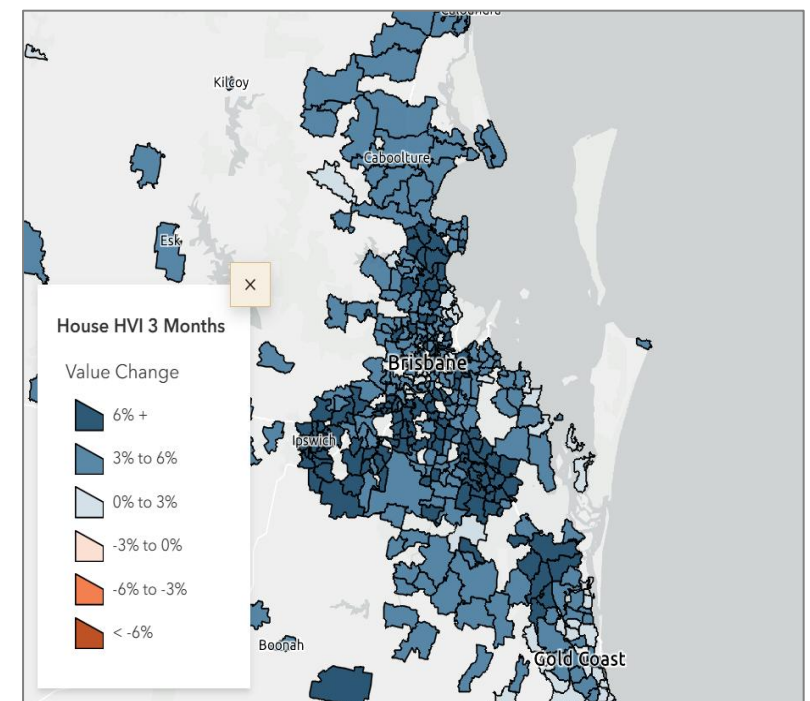 Kilcoy
Caboolture
Esk
×
House HVI 3 Months
Value Change
6% +
3% to 6%
0% to 3%
-3% to 0%
-6% to -3%
< -6%
Brisbane
Ipswich
Boonah
Gold Coast